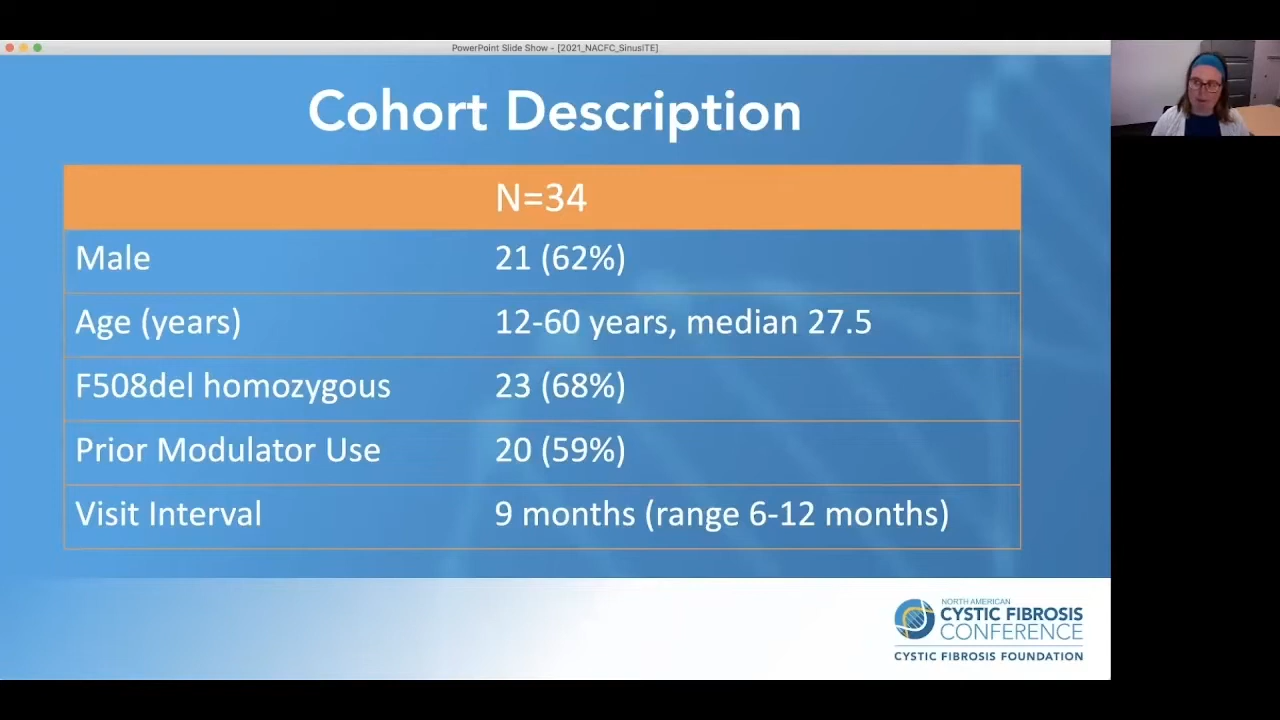 PowerPoint Slide Show - [2021_NACFC_SinusITE]
Cohort Description
N=34
Male 21 (62%)
Age (years) 12-60 years, median 27.5
F508del homozygous 23 (68%)
Prior Modulator Use 20 (59%)
Visit Interval 9 months (range 6-12 months)
NORTH AMERICAN
CYSTIC FIBROSIS
CONFERENCE
CYSTIC FIBROSIS FOUNDATION